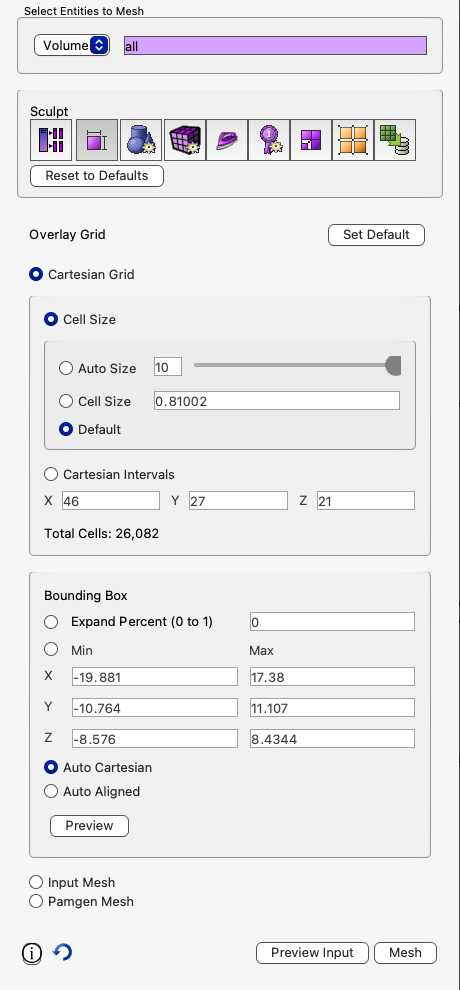 Select Entities to Mesh
Volume all
Sculpt
1
Reset to Defaults
Overlay Grid Set Default
Cartesian Grid
Cell Size
Auto Size 10
Cell Size 0.81002
Default
Cartesian Intervals
X 46 Y 27 Z 21
Total Cells: 26,082
Bounding Box
Expand Percent (0 to 1) 0
Min Max
X -19.881 17.38
Y -10.764 11.107
Z -8.576 8.4344
Auto Cartesian
Auto Aligned
Preview
Input Mesh
Pamgen Mesh
i Preview Input Mesh